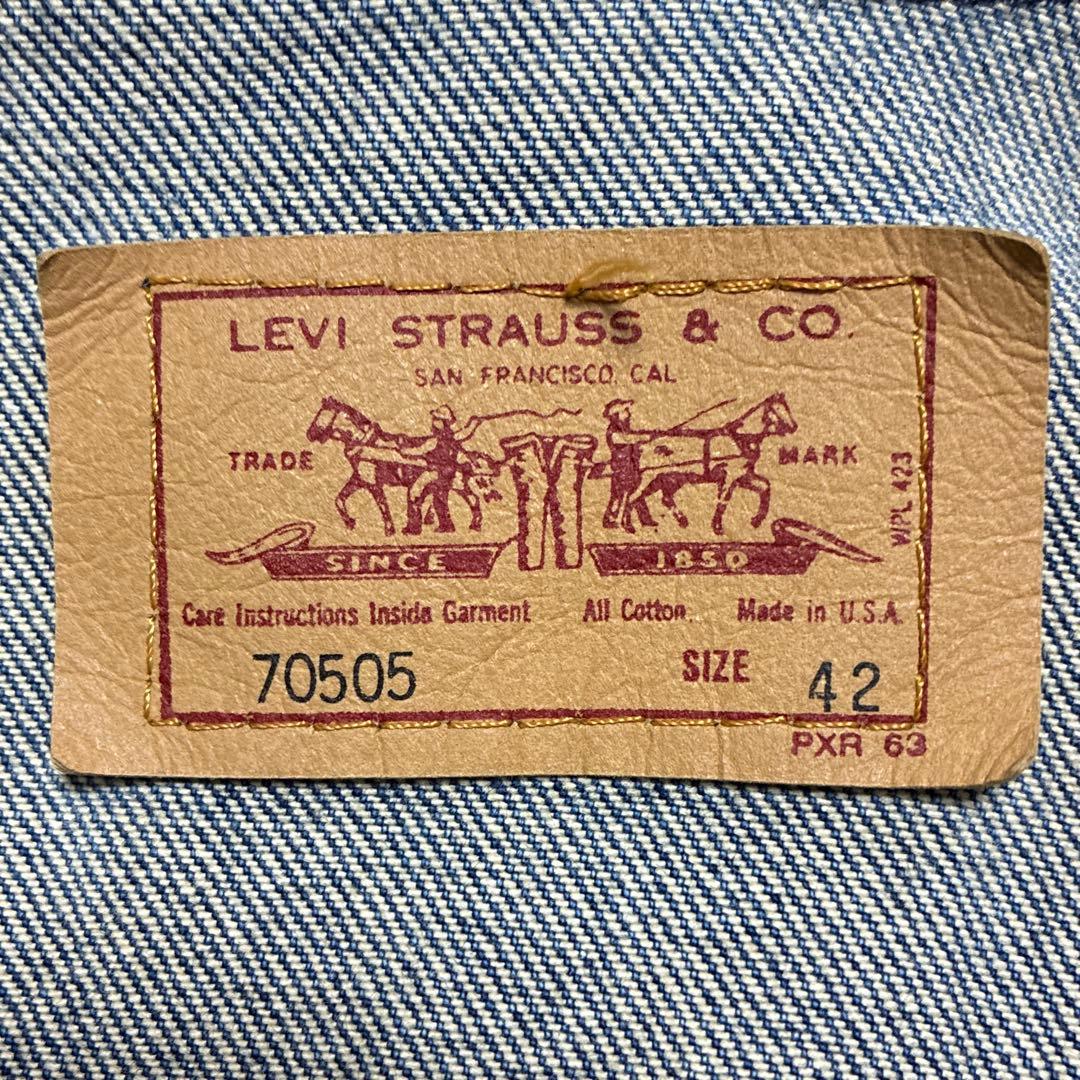 LEVI STRAUSS & CO.
SAN FRANCISCO, CAL
TRADE MARK
WPL 423
SINCE 1850
Care Instructions Inside Garment All Cotton Made in U.S.A.
70505 SIZE 42
PXR 63